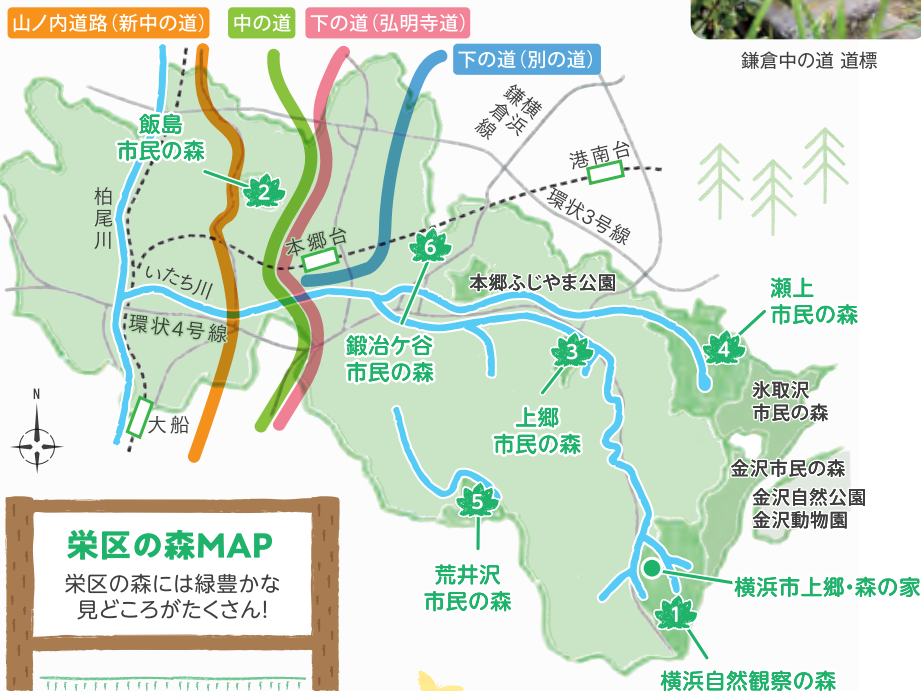 山ノ内道路(新中の道)
中の道
下の道(弘明寺道)
下の道(別の道)
鎌倉中の道 道標
飯島
市民の森
2
柏尾川
鎌倉
横浜
線
港南台
環状3号線
本郷台
6
いたち川
環状4号線
本郷ふじやま公園
瀬上
市民の森
4
鍛冶ケ谷
市民の森
3
上郷
市民の森
氷取沢
市民の森
N
大船
金沢市民の森
金沢自然公園
金沢動物園
5
荒井沢
市民の森
栄区の森MAP
栄区の森には緑豊かな
見どころがたくさん!
横浜市上郷・森の家
1
横浜自然観察の森